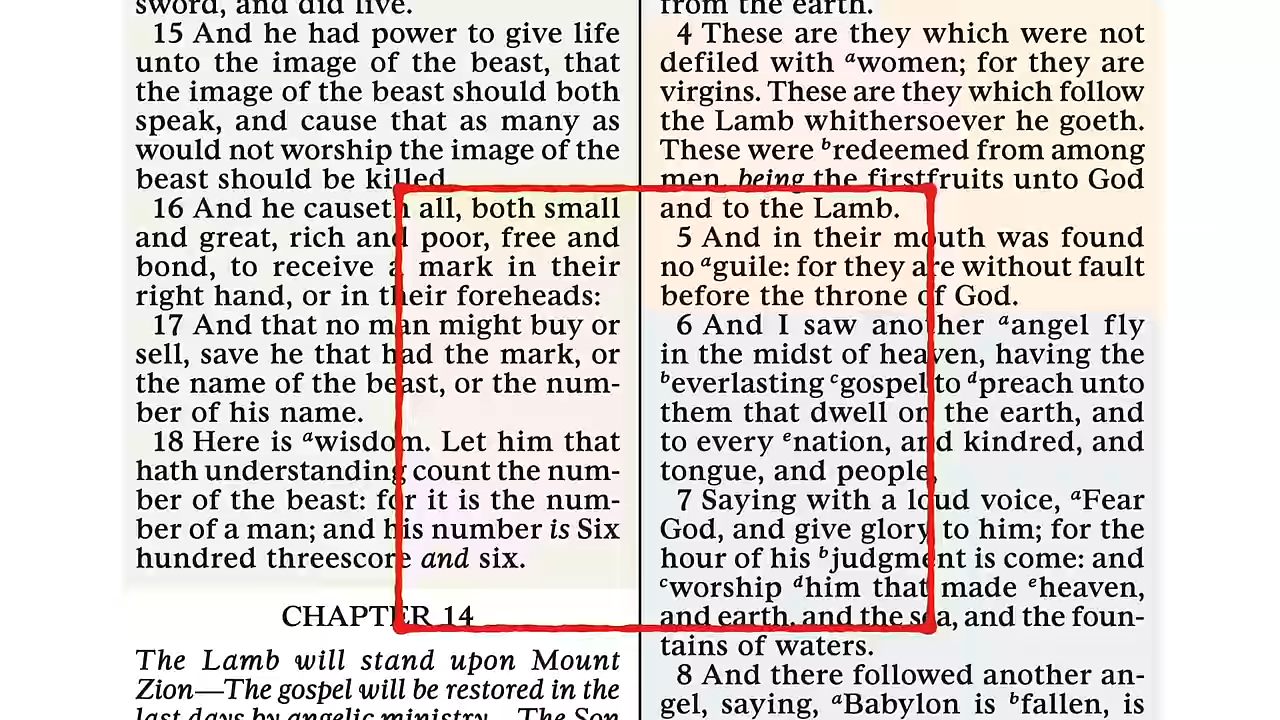 sword, and did live.
15 And he had power to give life
unto the image of the beast, that
the image of the beast should both
speak, and cause that as many as
would not worship the image of the
beast should be killed.
16 And he causeth all, both small
and great, rich and poor, free and
bond, to receive a mark in their
right hand, or in their foreheads:
17 And that no man might buy or
sell, save he that had the mark, or
the name of the beast, or the num-
ber of his name.
18 Here is ᵃwisdom. Let him that
hath understanding count the num-
ber of the beast: for it is the num-
ber of a man; and his number is Six
hundred threescore and six.
CHAPTER 14
The Lamb will stand upon Mount
Zion—The gospel will be restored in the
last days by angelic ministry—The Son
from the earth.
4 These are they which were not
defiled with ᵃwomen; for they are
virgins. These are they which follow
the Lamb whithersoever he goeth.
These were ᵇredeemed from among
men, being the firstfruits unto God
and to the Lamb.
5 And in their mouth was found
no ᵃguile: for they are without fault
before the throne of God.
6 And I saw another ᵃangel fly
in the midst of heaven, having the
ᵇeverlasting ᶜgospel to ᵈpreach unto
them that dwell on the earth, and
to every ᵉnation, and kindred, and
tongue, and people,
7 Saying with a loud voice, ᵃFear
God, and give glory to him; for the
hour of his ᵇjudgment is come: and
ᶜworship ᵈhim that made ᵉheaven,
and earth, and the sea, and the foun-
tains of waters.
8 And there followed another an-
gel, saying, ᵃBabylon is ᵇfallen, is